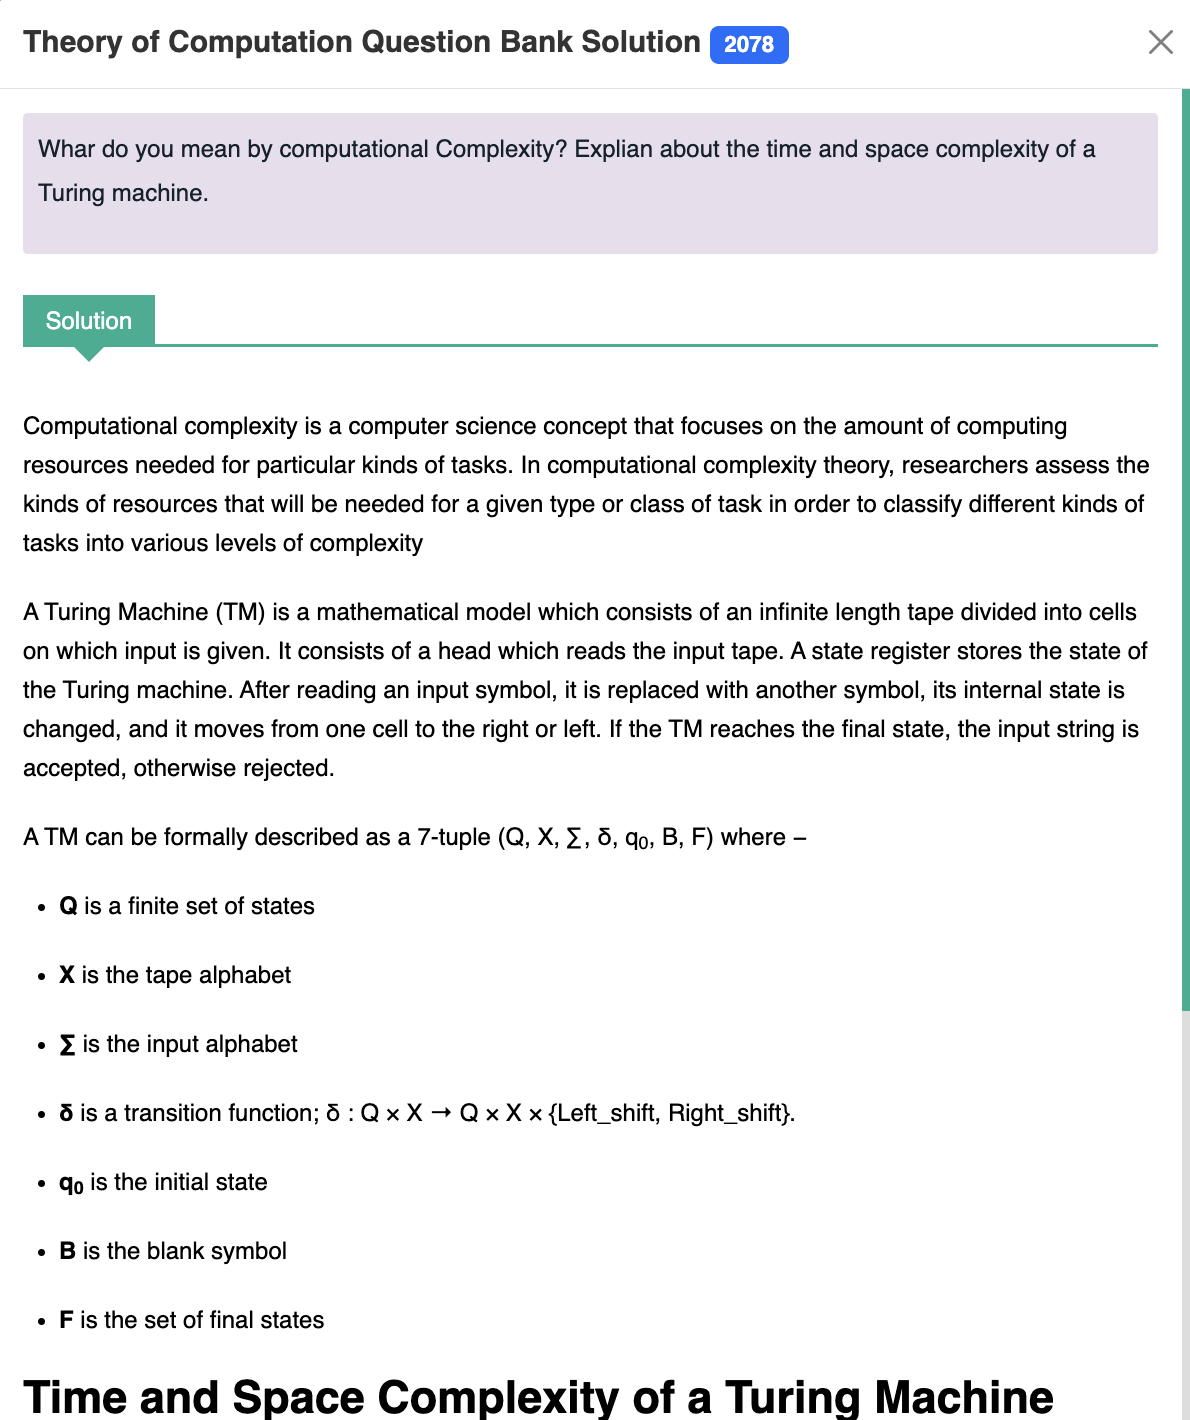 Theory of Computation Question Bank Solution 2078
Whar do you mean by computational Complexity? Explian about the time and space complexity of a
Turing machine.
Solution
Computational complexity is a computer science concept that focuses on the amount of computing
resources needed for particular kinds of tasks. In computational complexity theory, researchers assess the
kinds of resources that will be needed for a given type or class of task in order to classify different kinds of
tasks into various levels of complexity
A Turing Machine (TM) is a mathematical model which consists of an infinite length tape divided into cells
on which input is given. It consists of a head which reads the input tape. A state register stores the state of
the Turing machine. After reading an input symbol, it is replaced with another symbol, its internal state is
changed, and it moves from one cell to the right or left. If the TM reaches the final state, the input string is
accepted, otherwise rejected.
A TM can be formally described as a 7-tuple (Q, X, ∑, δ, q₀, B, F) where −
• Q is a finite set of states
• X is the tape alphabet
• ∑ is the input alphabet
• δ is a transition function; δ : Q × X → Q × X × {Left_shift, Right_shift}.
• q₀ is the initial state
• B is the blank symbol
• F is the set of final states
Time and Space Complexity of a Turing Machine